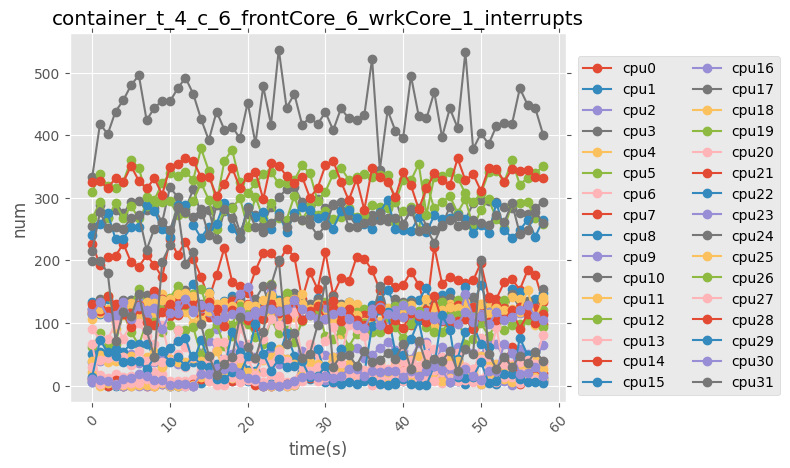 container_t_4_c_6_frontCore_6_wrkCore_1_interrupts
500
400
300
200
100
0
num
0
10
20
30
40
50
60
time(s)
cpu0
cpu1
cpu2
cpu3
cpu4
cpu5
cpu6
cpu7
cpu8
cpu9
cpu10
cpu11
cpu12
cpu13
cpu14
cpu15
cpu16
cpu17
cpu18
cpu19
cpu20
cpu21
cpu22
cpu23
cpu24
cpu25
cpu26
cpu27
cpu28
cpu29
cpu30
cpu31